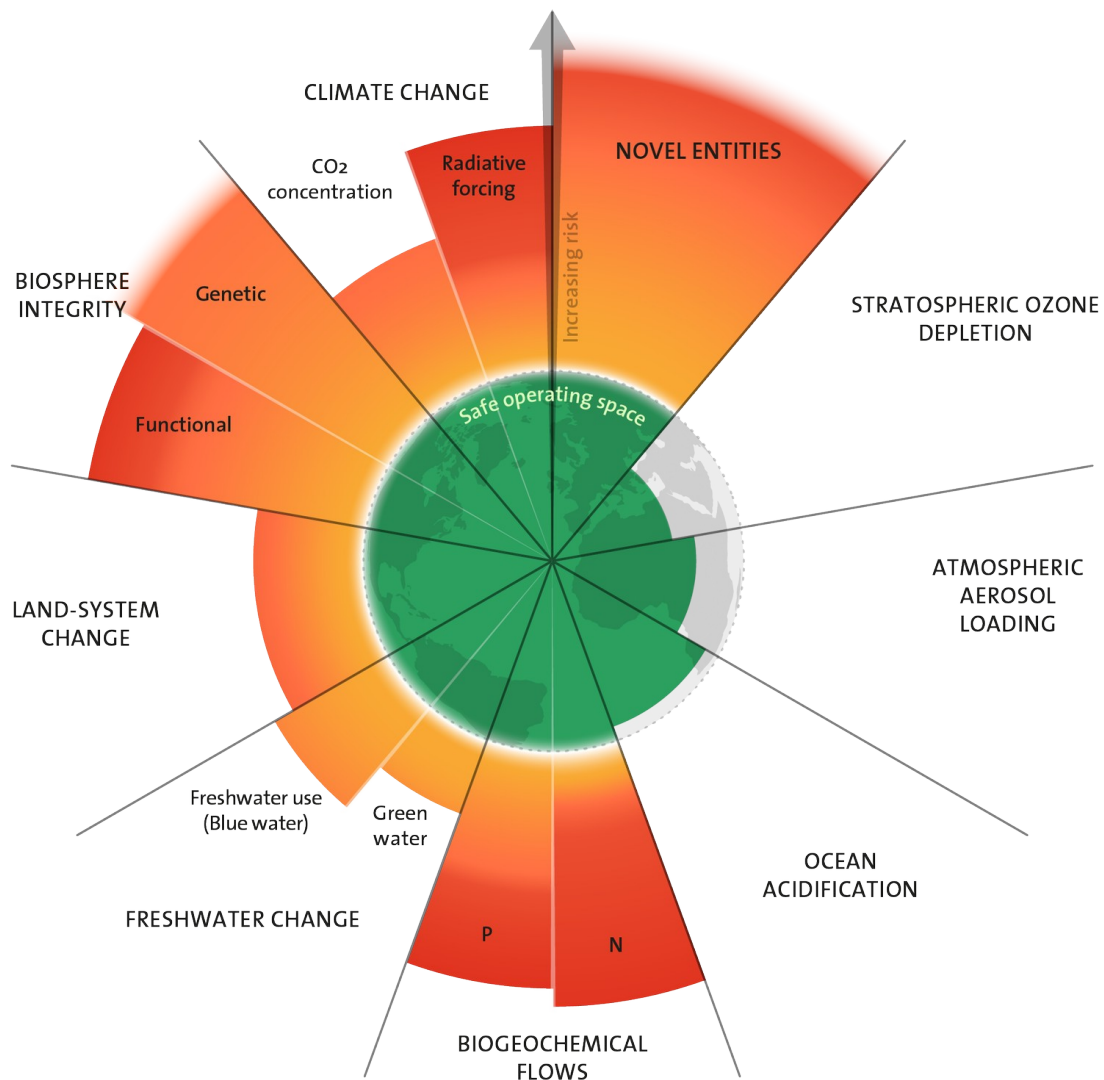 CLIMATE CHANGE
CO2
concentration
Radiative
forcing
NOVEL ENTITIES
Increasing risk
BIOSPHERE
INTEGRITY
Genetic
Functional
STRATOSPHERIC OZONE
DEPLETION
Safe operating space
ATMOSPHERIC
AEROSOL
LOADING
LAND-SYSTEM
CHANGE
Freshwater use
(Blue water)
Green
water
FRESHWATER CHANGE
OCEAN
ACIDIFICATION
P
N
BIOGEOCHEMICAL
FLOWS